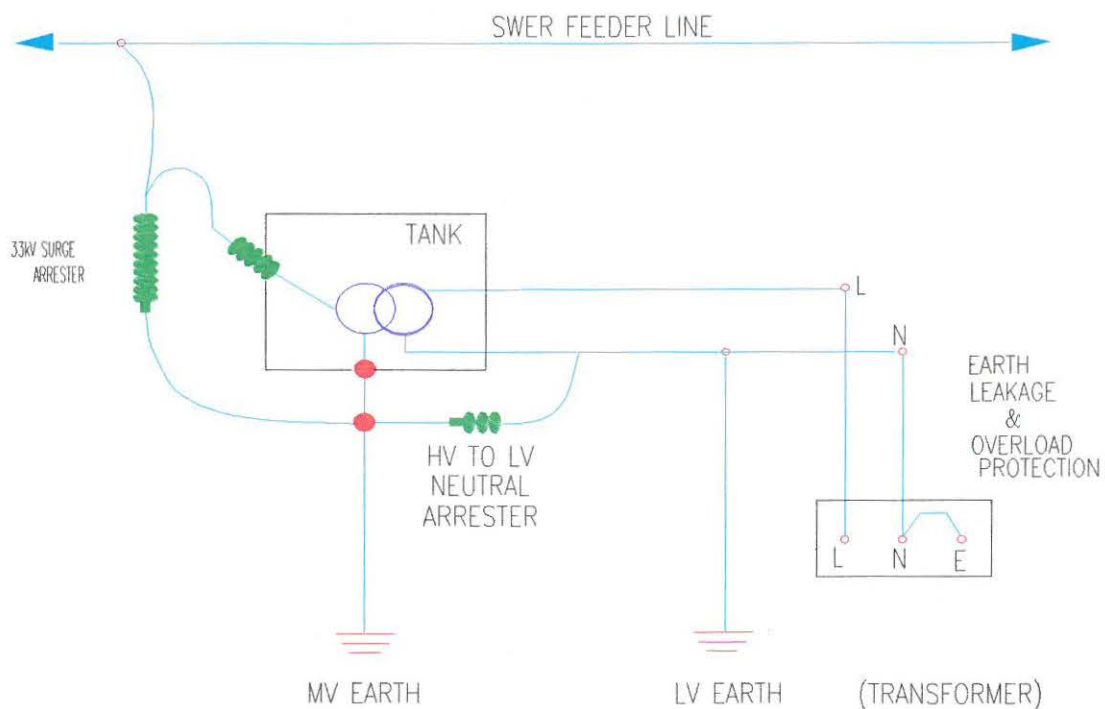 SWER FEEDER LINE
33kV SURGE
ARRESTER
TANK
L
N
EARTH
LEAKAGE
&
OVERLOAD
PROTECTION
HV TO LV
NEUTRAL
ARRESTER
L N E
MV EARTH
LV EARTH
(TRANSFORMER)